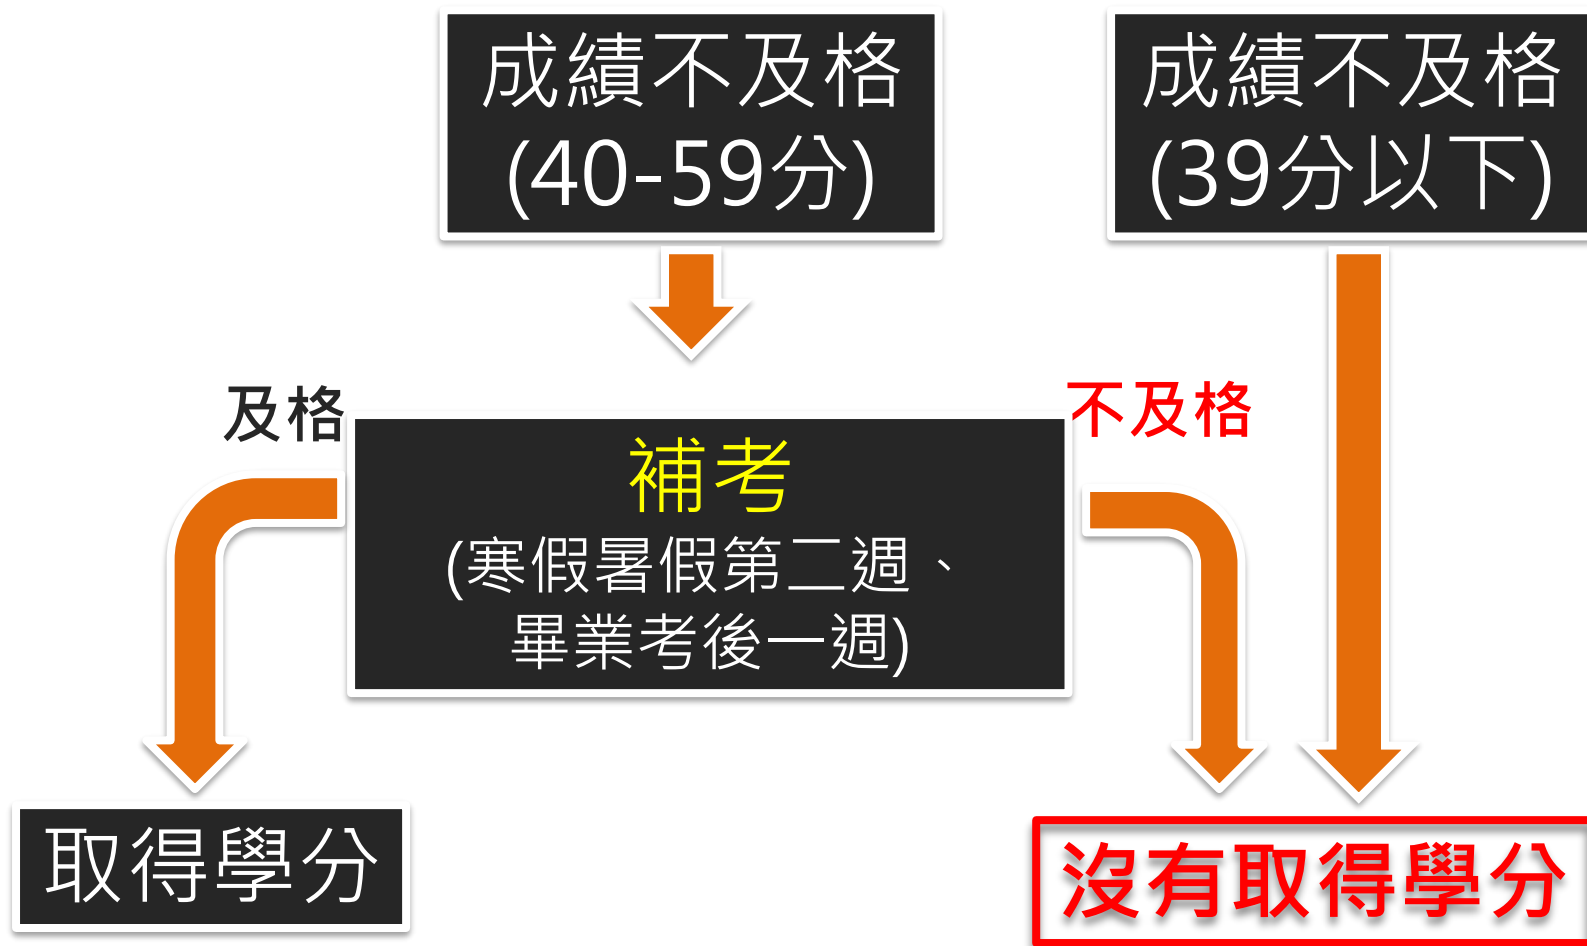 成績不及格
(40-59分)
成績不及格
(39分以下)
及格
不及格
補考
(寒假暑假第二週、
畢業考後一週)
取得學分
沒有取得學分